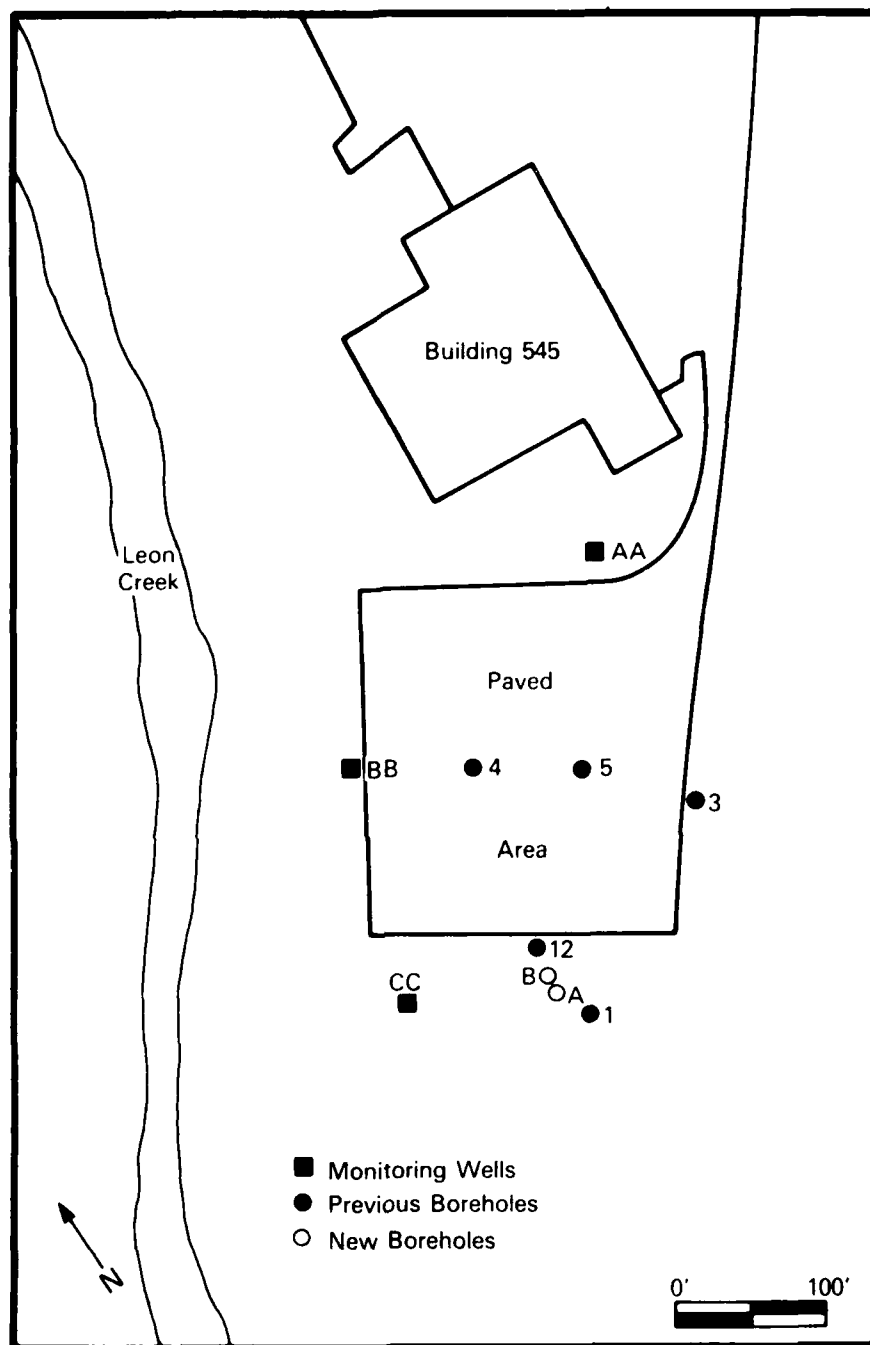 Building 545
AA
Leon
Creek
Paved
BB
4
5
3
Area
12
B
A
CC
1
Monitoring Wells
Previous Boreholes
New Boreholes
N
0'
100'